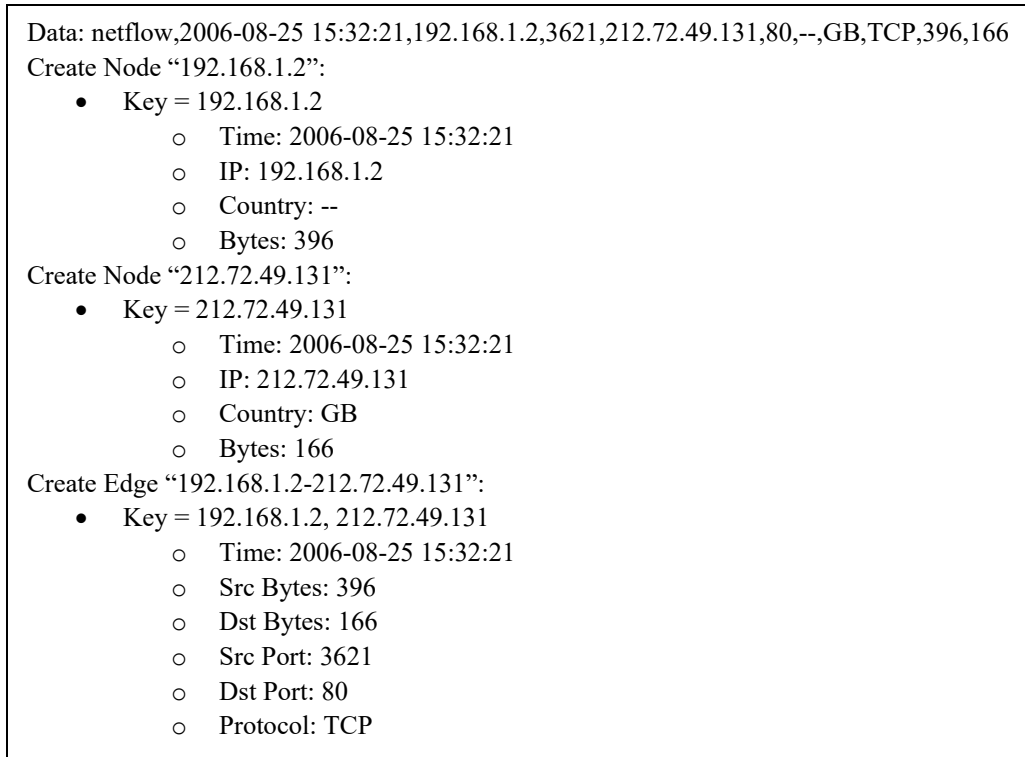 Data: netflow,2006-08-25 15:32:21,192.168.1.2,3621,212.72.49.131,80,--,GB,TCP,396,166
Create Node “192.168.1.2”:
• Key = 192.168.1.2
o Time: 2006-08-25 15:32:21
o IP: 192.168.1.2
o Country: --
o Bytes: 396
Create Node “212.72.49.131”:
• Key = 212.72.49.131
o Time: 2006-08-25 15:32:21
o IP: 212.72.49.131
o Country: GB
o Bytes: 166
Create Edge “192.168.1.2-212.72.49.131”:
• Key = 192.168.1.2, 212.72.49.131
o Time: 2006-08-25 15:32:21
o Src Bytes: 396
o Dst Bytes: 166
o Src Port: 3621
o Dst Port: 80
o Protocol: TCP